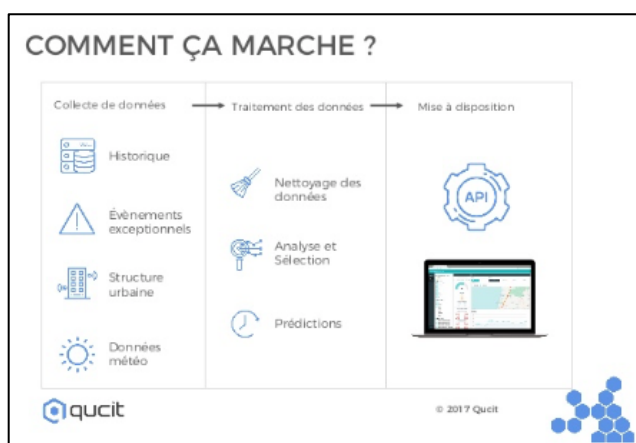 COMMENT ÇA MARCHE ?
Collecte de données
Traitement des données
Mise à disposition
Historique
Évènements
exceptionnels
Structure
urbaine
Données
météo
Nettoyage des
données
Analyse et
Sélection
Prédictions
API
qucit
© 2017 Qucit